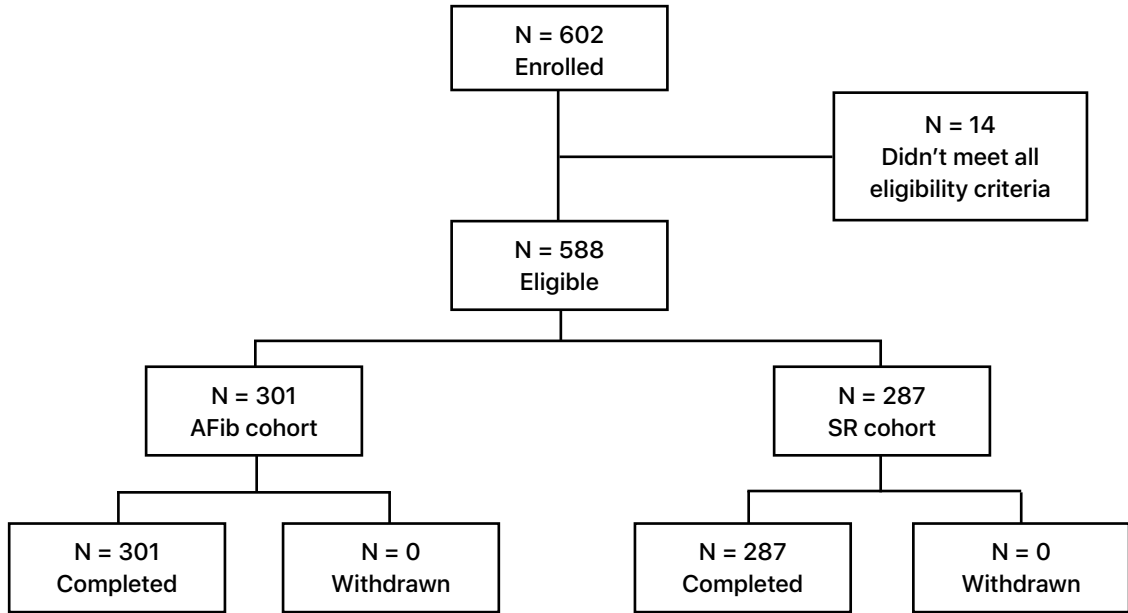 N = 602
Enrolled
N = 14
Didn’t meet all
eligibility criteria
N = 588
Eligible
N = 301
AFib cohort
N = 287
SR cohort
N = 301
Completed
N = 0
Withdrawn
N = 287
Completed
N = 0
Withdrawn